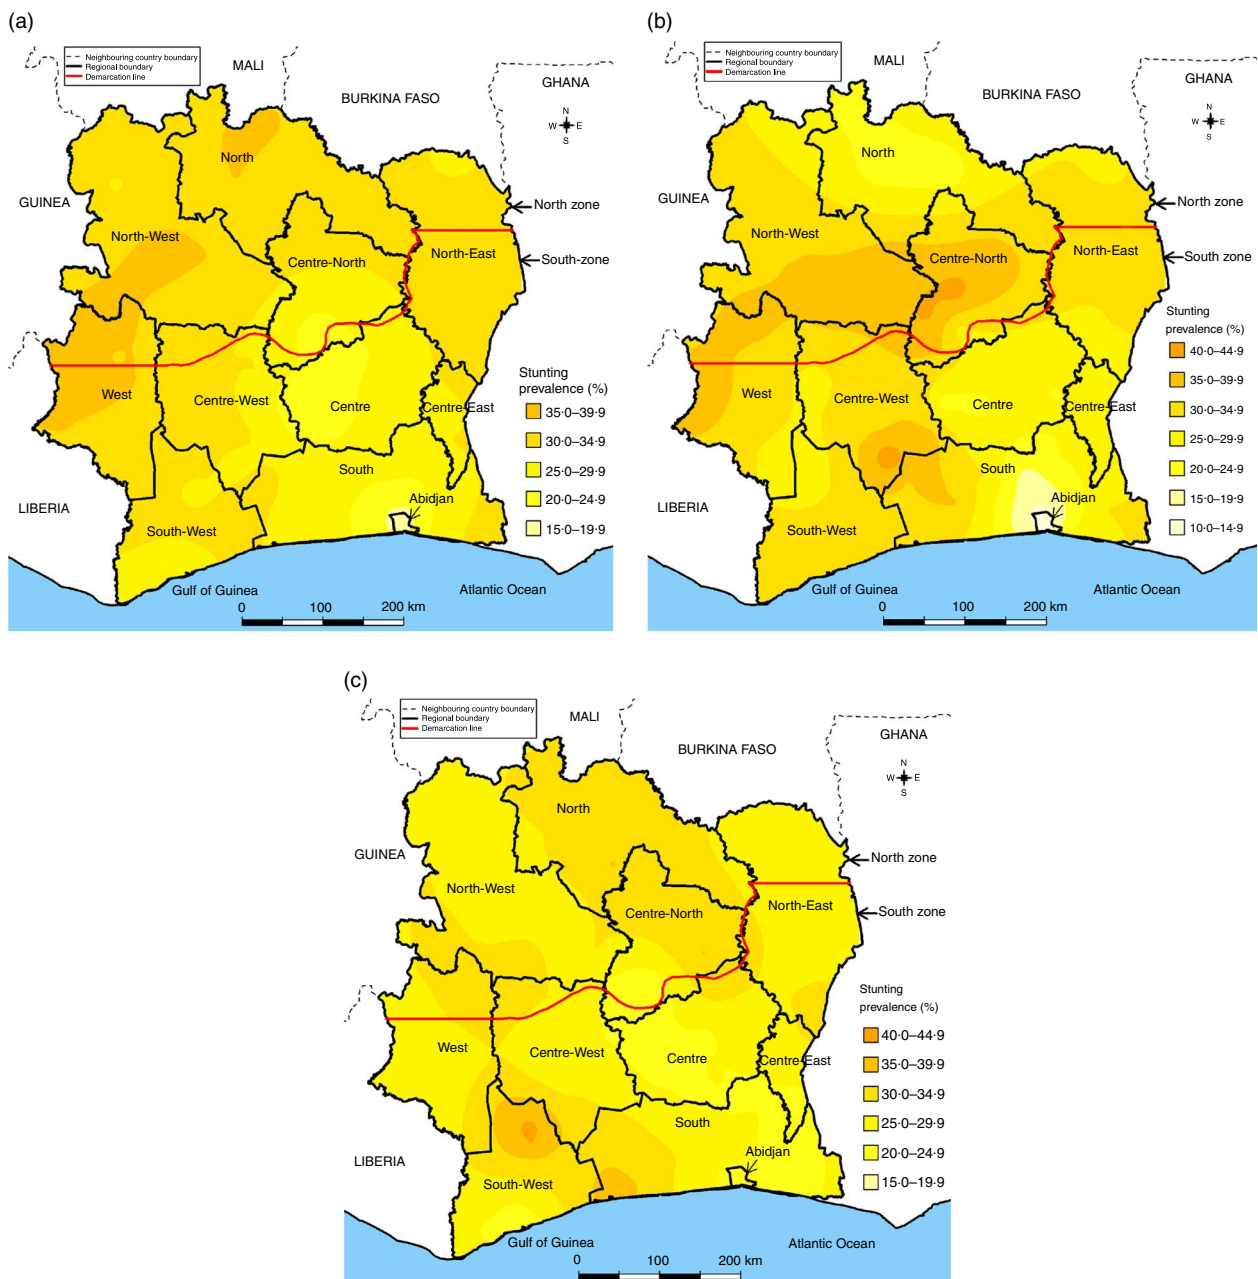 (a)
Neighbouring country boundary
Regional boundary
Demarcation line
MALI
GHANA
BURKINA FASO
N
W E
S
North
GUINEA
North zone
North-West
Centre-North
North-East
South-zone
Stunting
prevalence (%)
35·0–39·9
30·0–34·9
25·0–29·9
20·0–24·9
15·0–19·9
West
Centre-West
Centre
Centre-East
South
Abidjan
LIBERIA
South-West
Gulf of Guinea
Atlantic Ocean
0 100 200 km
(b)
Neighbouring country boundary
Regional boundary
Demarcation line
MALI
GHANA
BURKINA FASO
N
W E
S
North
GUINEA
North zone
North-West
Centre-North
North-East
South zone
Stunting
prevalence (%)
40·0–44·9
35·0–39·9
30·0–34·9
25·0–29·9
20·0–24·9
15·0–19·9
10·0–14·9
West
Centre-West
Centre
Centre-East
South
Abidjan
LIBERIA
South-West
Gulf of Guinea
Atlantic Ocean
0 100 200 km
(c)
Neighbouring country boundary
Regional boundary
Demarcation line
MALI
GHANA
BURKINA FASO
N
W E
S
North
GUINEA
North zone
North-West
Centre-North
North-East
South zone
Stunting
prevalence (%)
40·0–44·9
35·0–39·9
30·0–34·9
25·0–29·9
20·0–24·9
15·0–19·9
West
Centre-West
Centre
Centre-East
South
Abidjan
LIBERIA
South-West
Gulf of Guinea
Atlantic Ocean
0 100 200 km